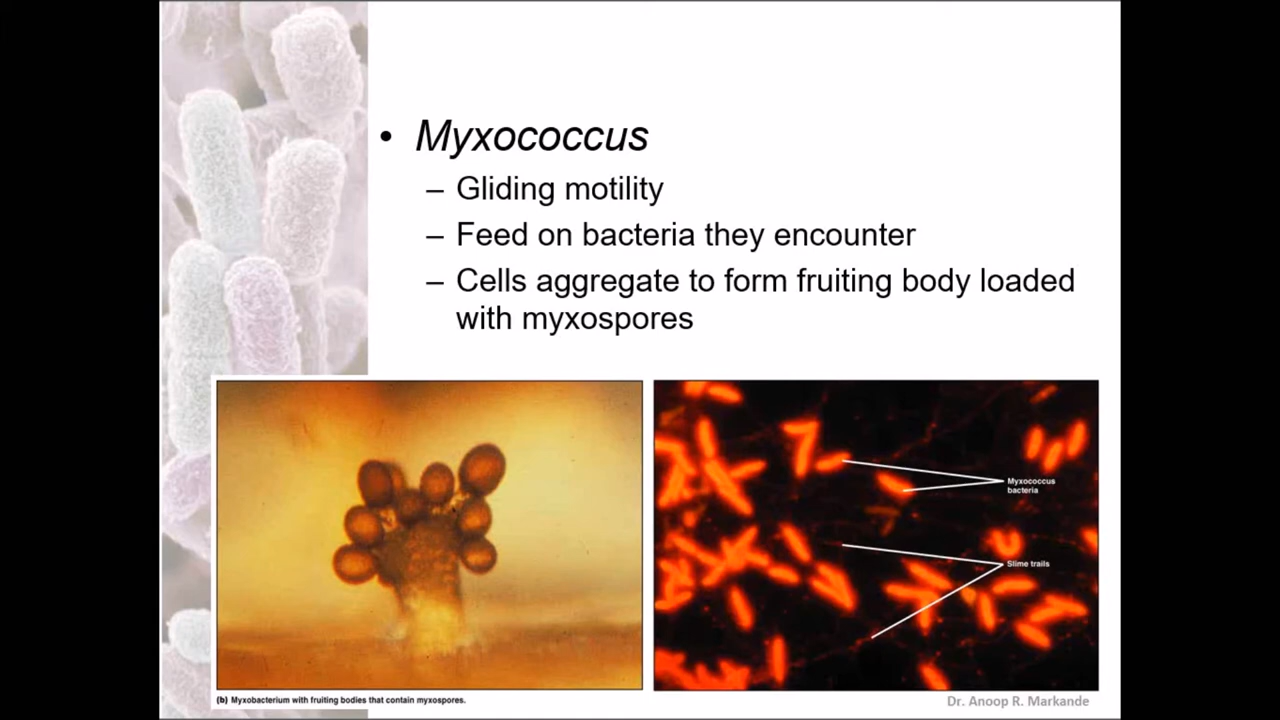 • Myxococcus
– Gliding motility
– Feed on bacteria they encounter
– Cells aggregate to form fruiting body loaded
with myxospores
Myxococcus
bacteria
Slime trails
(b) Myxobacterium with fruiting bodies that contain myxospores.
Dr. Anoop R. Markande